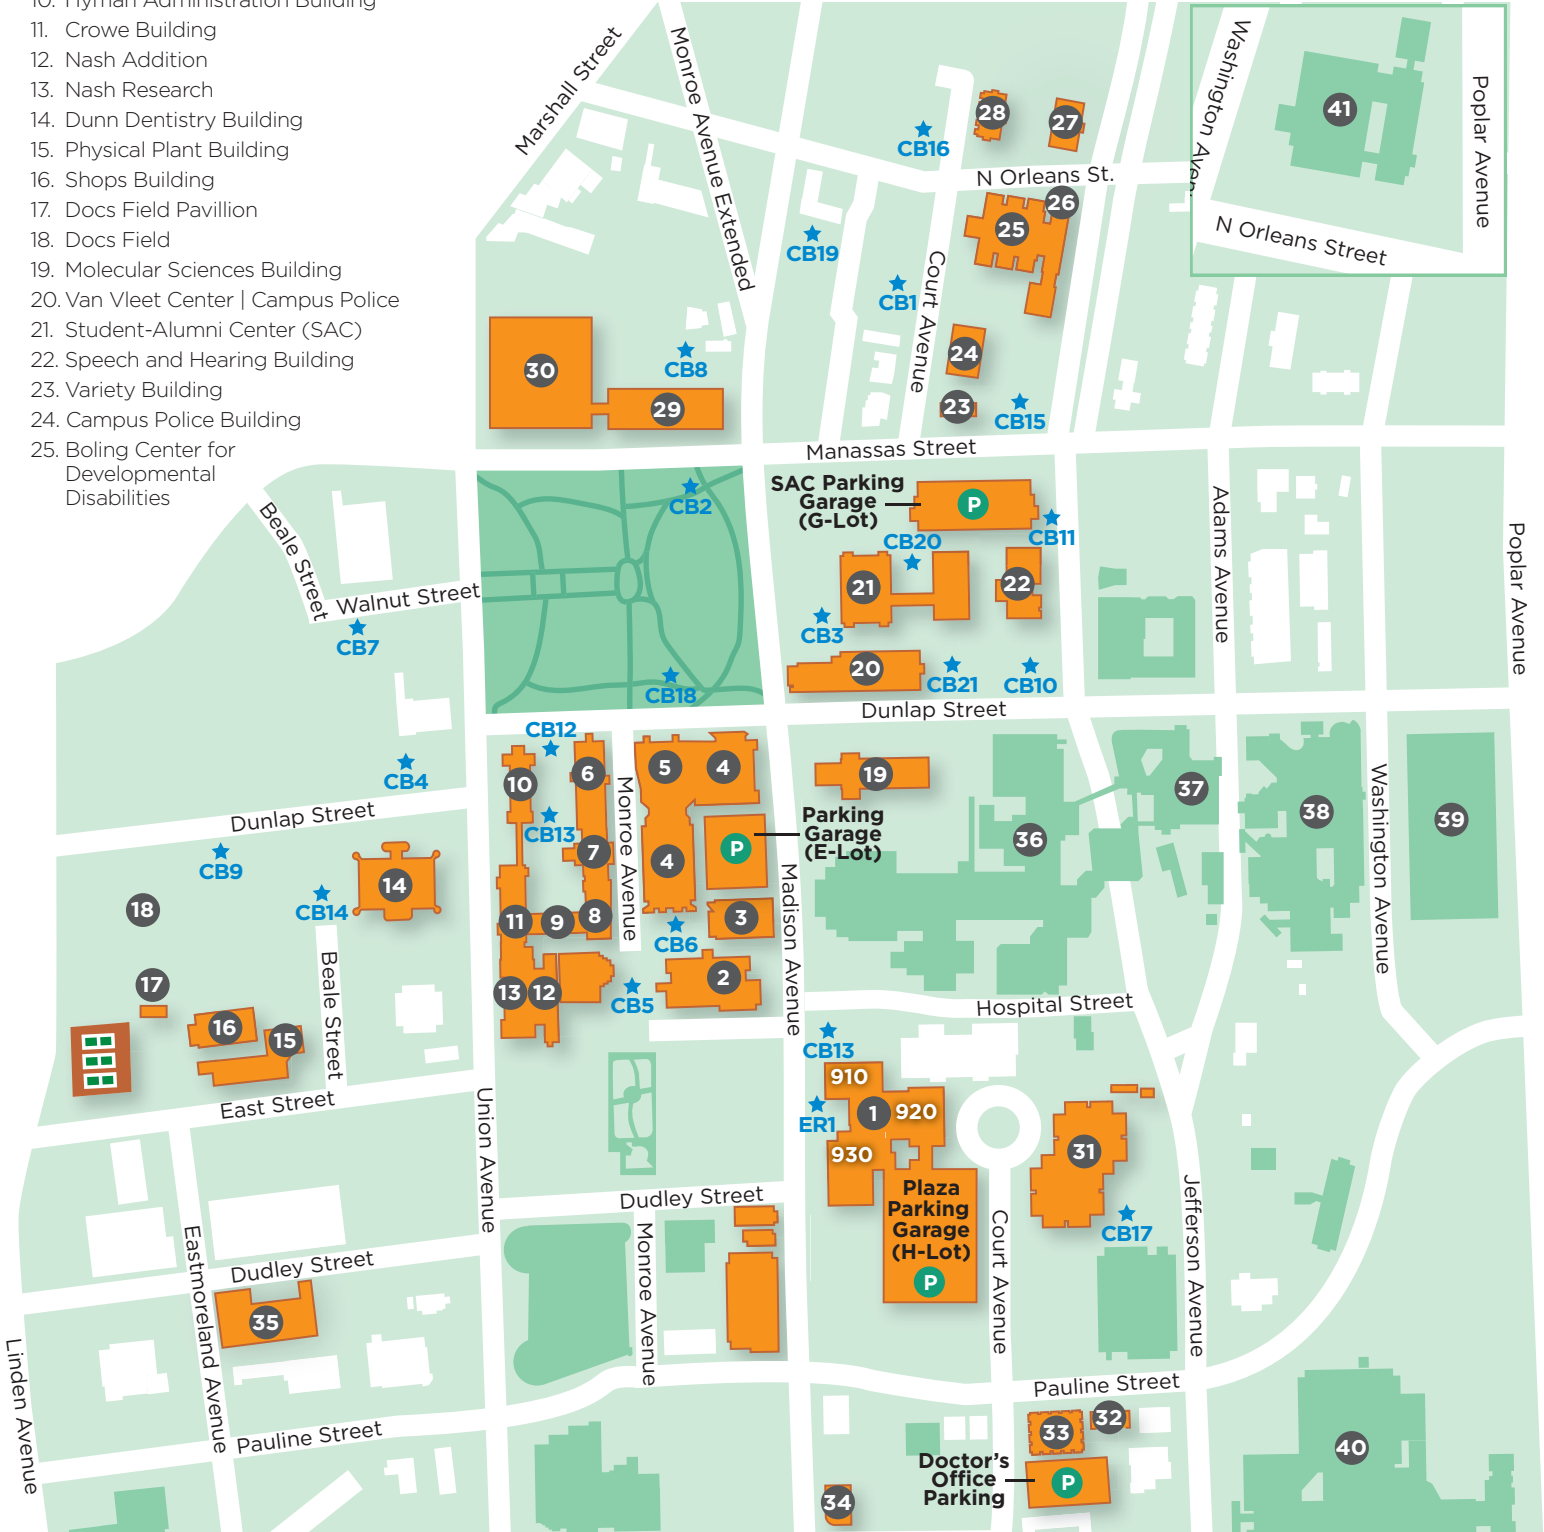 10. Hyman Administration Building
11. Crowe Building
12. Nash Addition
13. Nash Research
14. Dunn Dentistry Building
15. Physical Plant Building
16. Shops Building
17. Docs Field Pavillion
18. Docs Field
19. Molecular Sciences Building
20. Van Vleet Center | Campus Police
21. Student-Alumni Center (SAC)
22. Speech and Hearing Building
23. Variety Building
24. Campus Police Building
25. Boling Center for
Developmental
Disabilities
Marshall Street
Monroe Avenue Extended
28
27
CB16
N Orleans St.
26
25
CB19
CB1
Court Avenue
Washington Aven
41
Poplar Avenue
N Orleans Street
30
CB8
29
24
23
CB15
Manassas Street
Beale Street
Walnut Street
CB7
CB2
CB18
SAC Parking
Garage
(G-Lot)
P
CB11
CB20
21
22
CB3
20
CB21
CB10
Adams Avenue
Poplar Avenue
Dunlap Street
CB4
Dunlap Street
CB9
18
CB14
14
CB12
10
6
CB13
7
11
9
8
13
12
Monroe Avenue
5
4
4
P
Parking
Garage
(E-Lot)
3
CB6
2
CB5
Madison Avenue
19
36
37
38
Washington Avenue
39
17
16
15
Beale Street
East Street
Union Avenue
Hospital Street
CB13
910
ER1
1
920
930
Plaza
Parking
Garage
(H-Lot)
P
Court Avenue
31
CB17
Jefferson Avenue
Dudley Street
Monroe Avenue
Eastmoreland Avenue
Dudley Street
35
Linden Avenue
Pauline Street
Pauline Street
33
32
Doctor's
Office
Parking
P
34
40